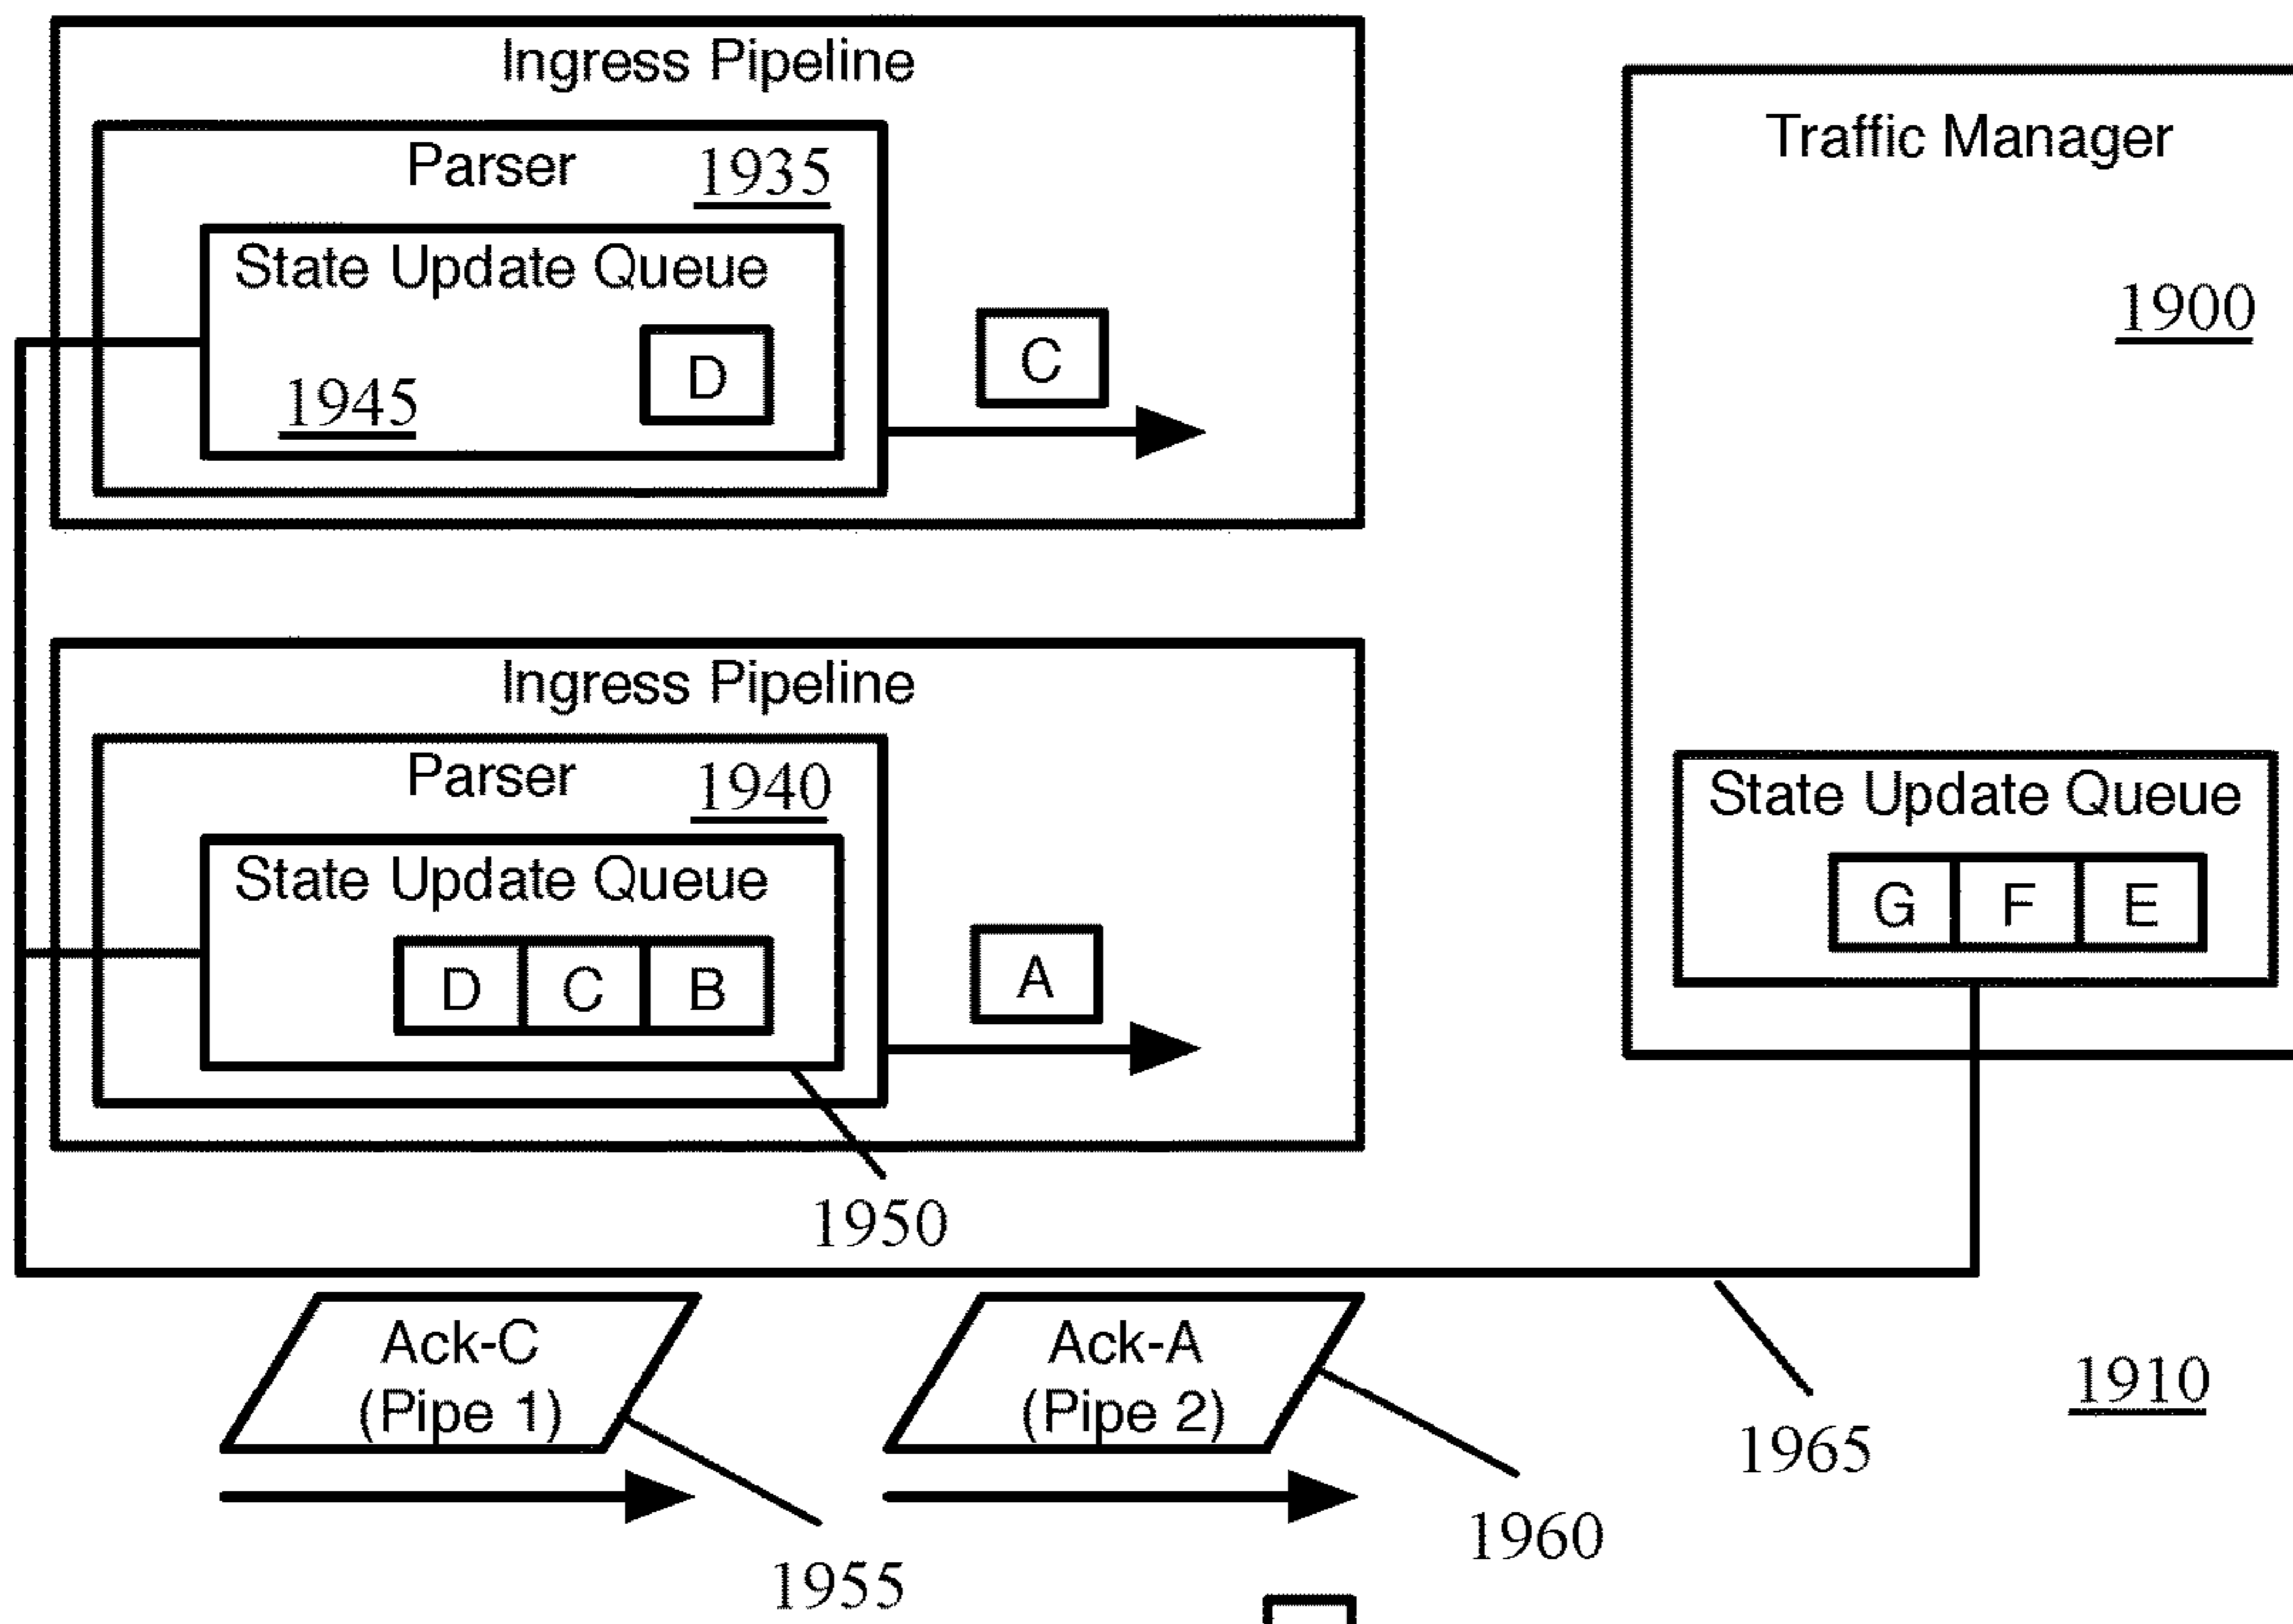 Ingress Pipeline
Parser
1935
State Update Queue
D
1945
C
Traffic Manager
1900
Ingress Pipeline
Parser
1940
State Update Queue
D C B
A
1950
State Update Queue
G F E
Ack-C
(Pipe 1)
1955
Ack-A
(Pipe 2)
1960
1965
1910